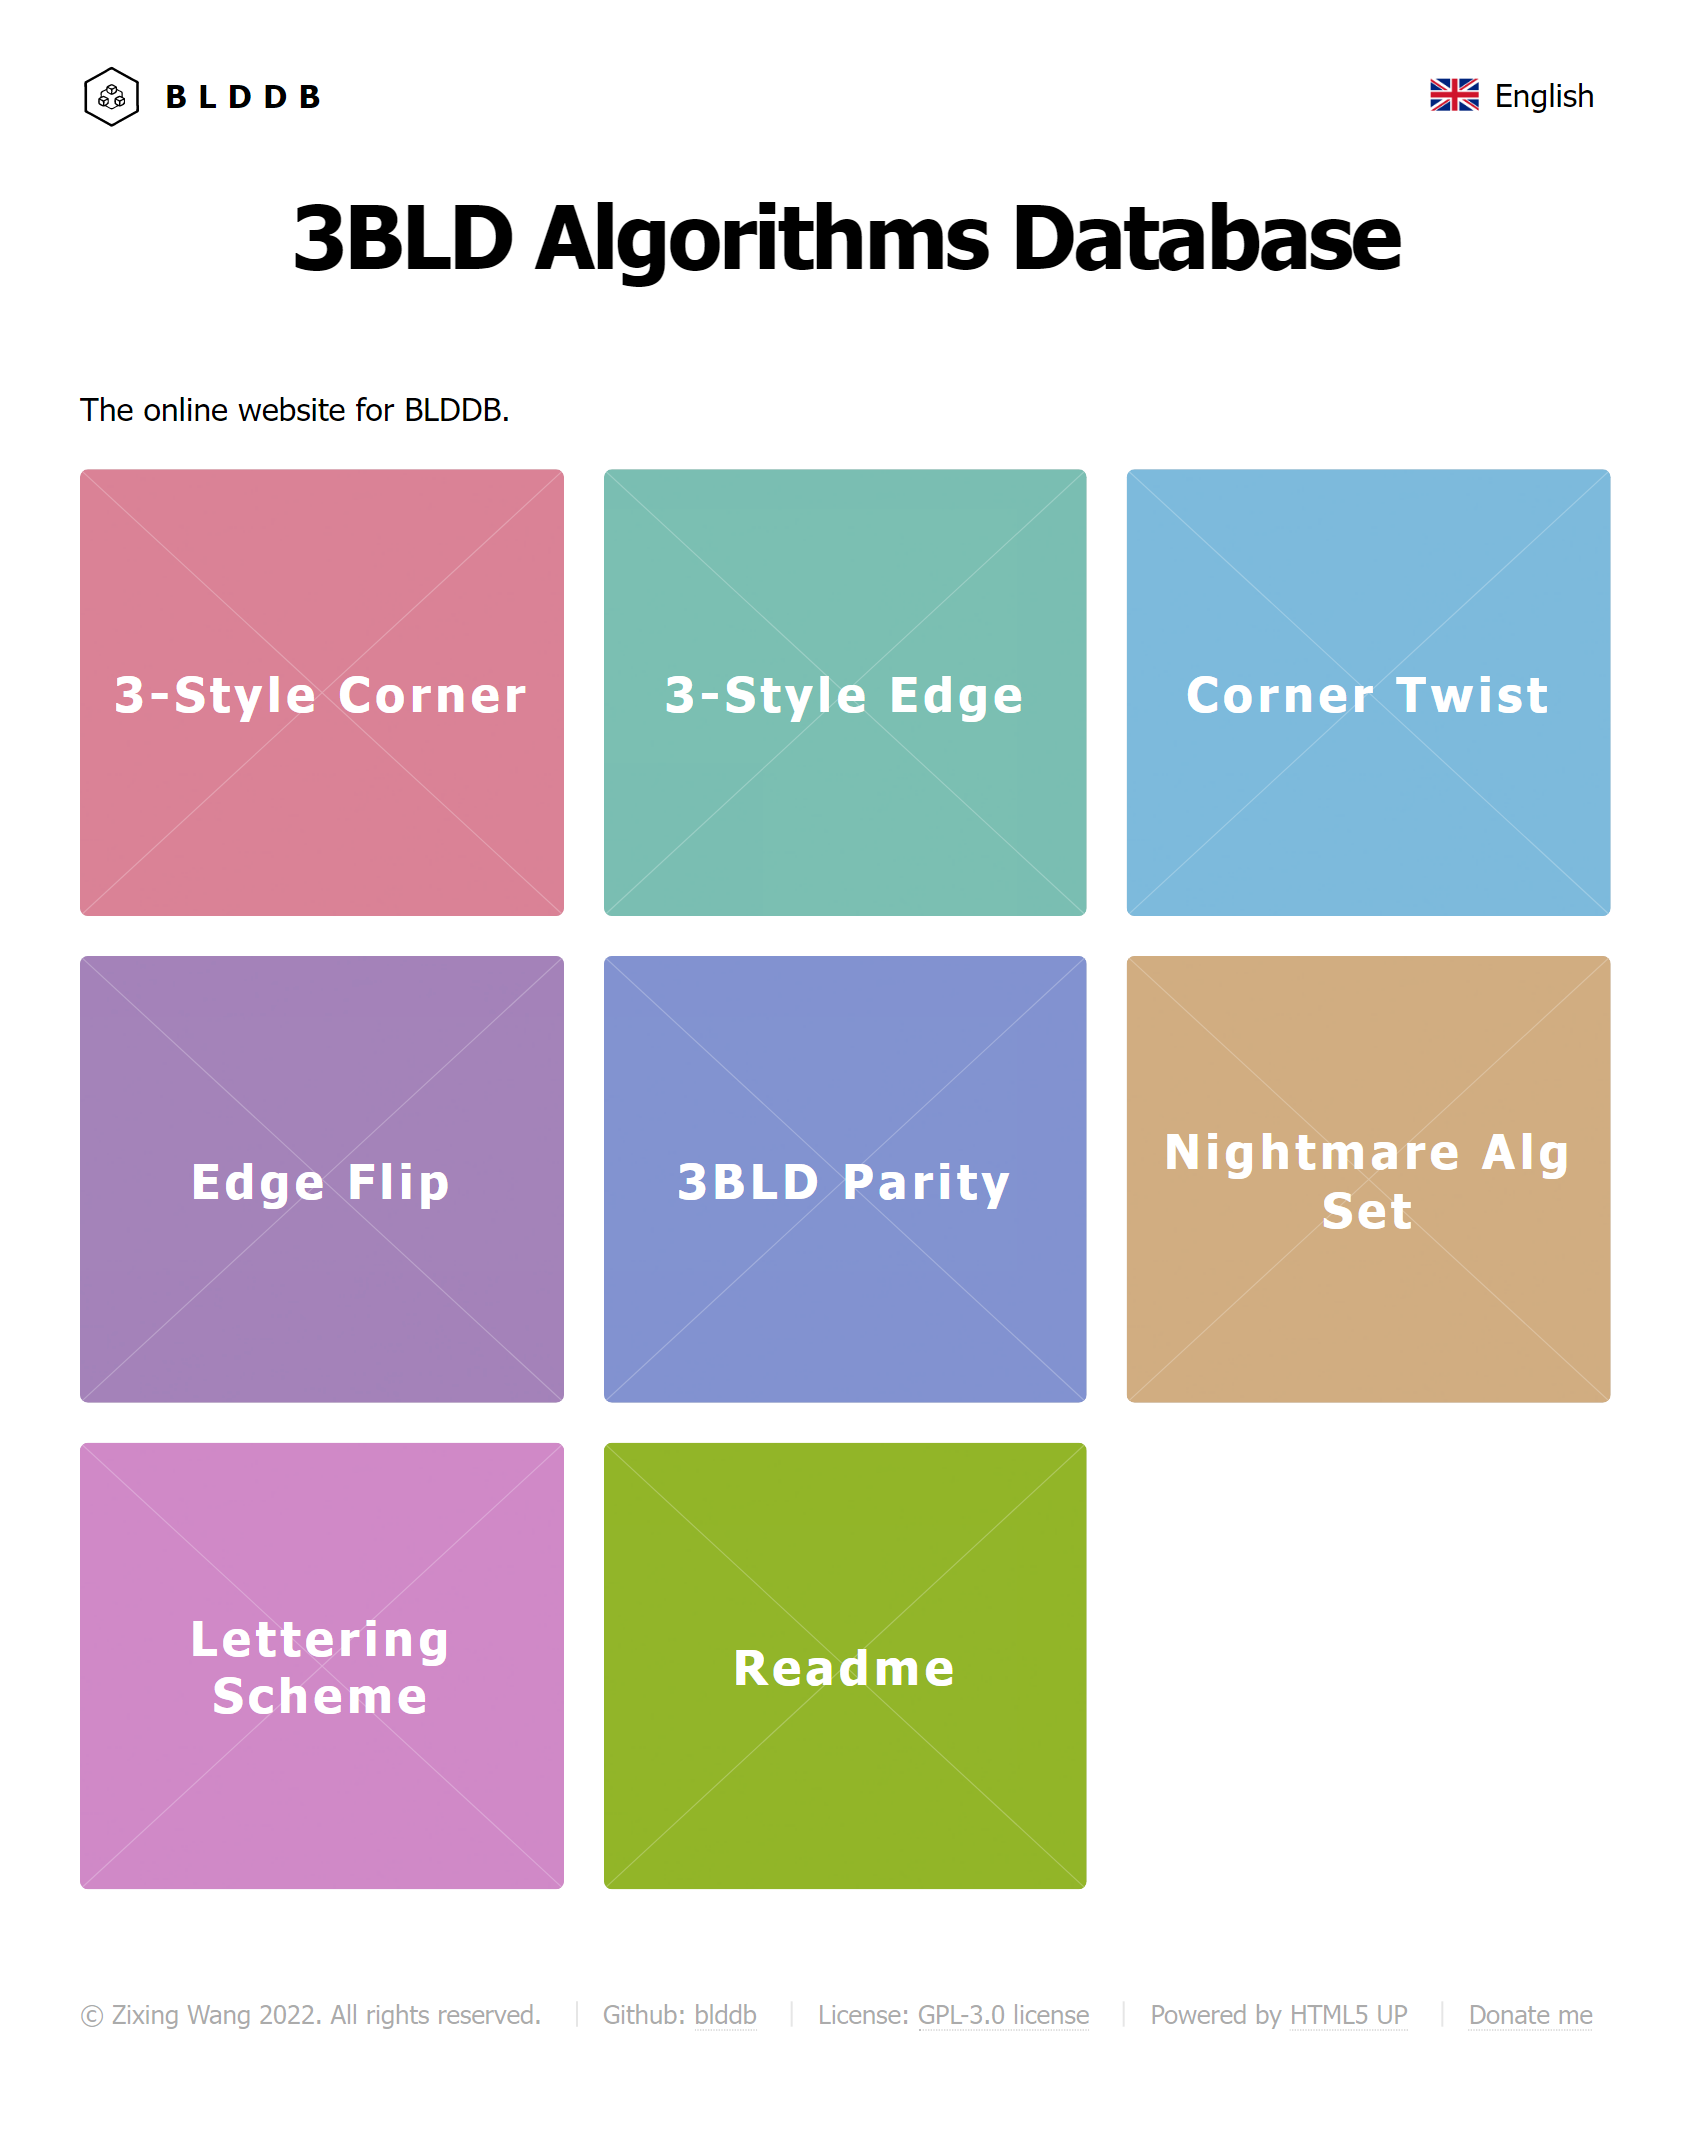 BLDDB
English
3BLD Algorithms Database
The online website for BLDDB.
3-Style Corner
3-Style Edge
Corner Twist
Edge Flip
3BLD Parity
Nightmare Alg
Set
Lettering
Scheme
Readme
© Zixing Wang 2022. All rights reserved.
Github: blddb
License: GPL-3.0 license
Powered by HTML5 UP
Donate me